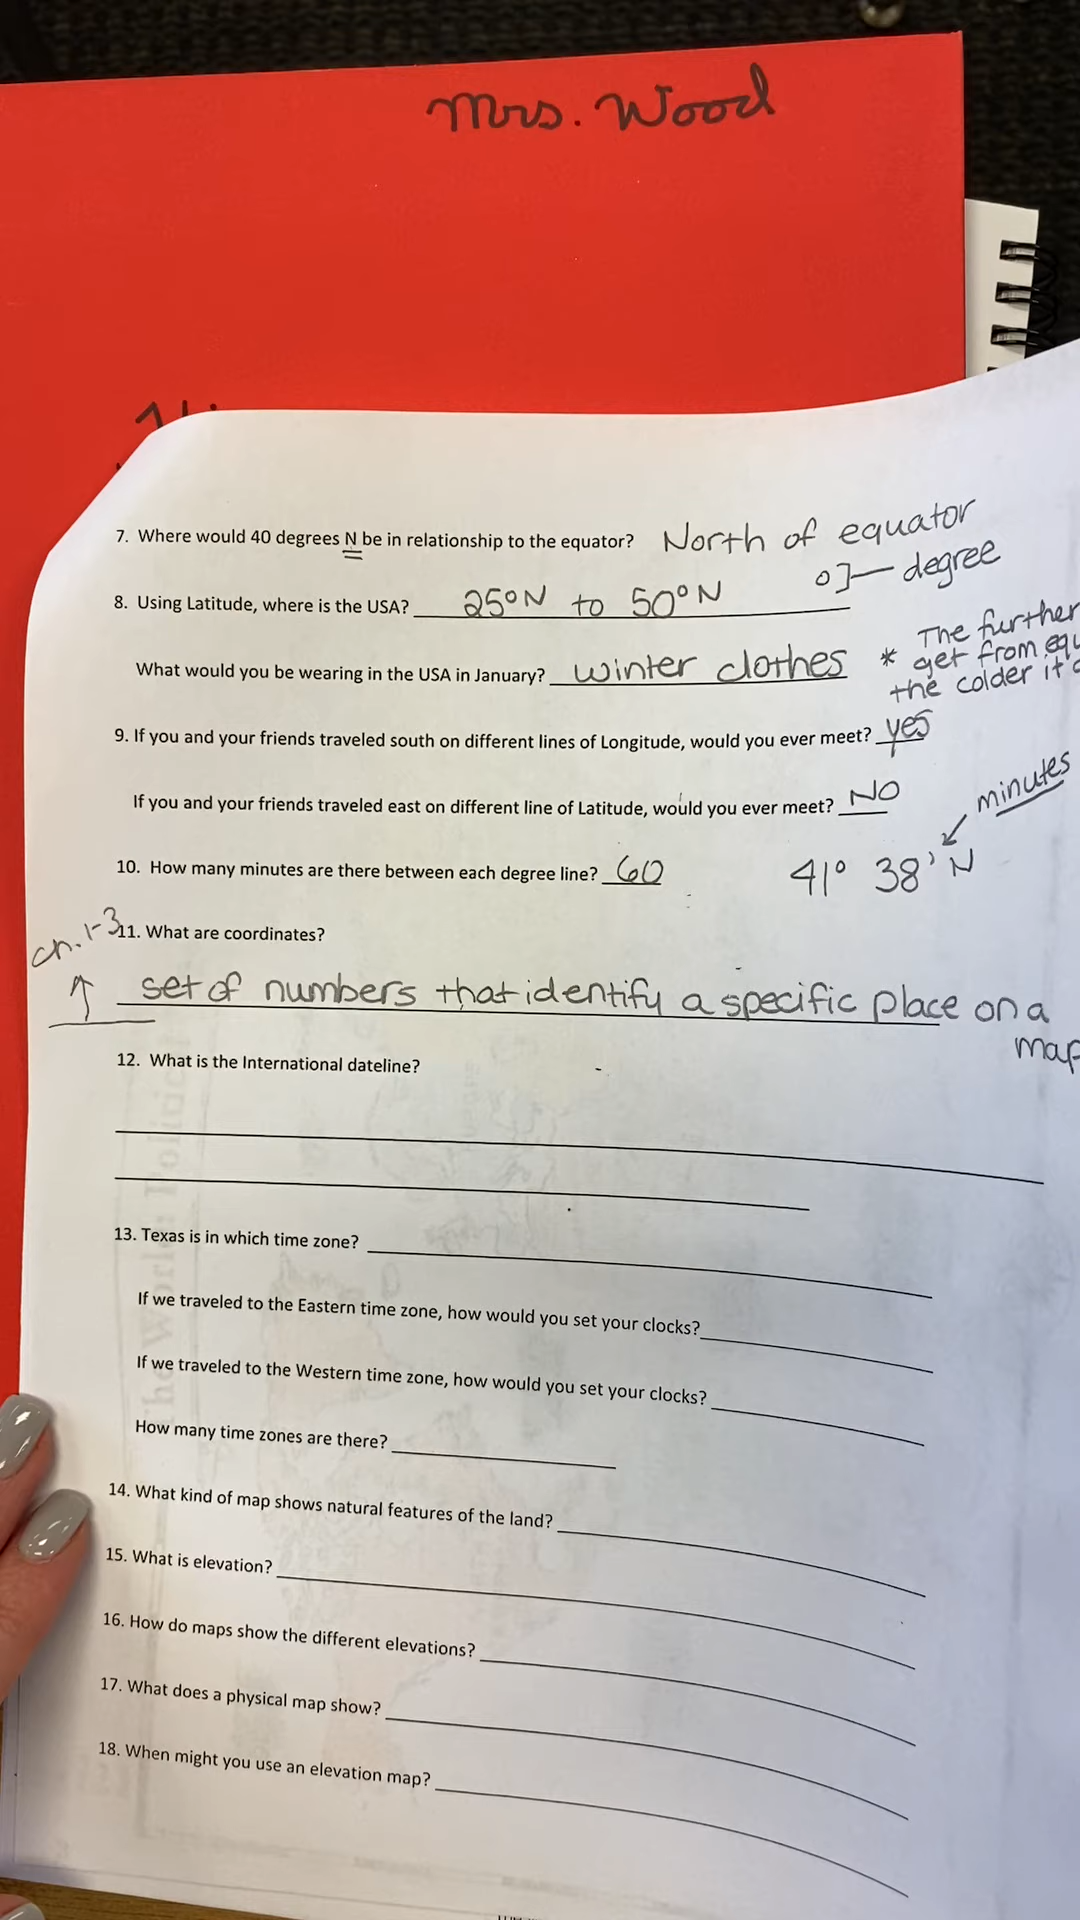 Mrs. Wood
7. Where would 40 degrees N be in relationship to the equator? North of equator
8. Using Latitude, where is the USA? 25°N to 50°N
°]— degree
What would you be wearing in the USA in January? winter clothes
* The further
get from equ
the colder it'
9. If you and your friends traveled south on different lines of Longitude, would you ever meet? yes
If you and your friends traveled east on different line of Latitude, would you ever meet? NO
minutes
10. How many minutes are there between each degree line? 60
41° 38' N
ch. 1-3
11. What are coordinates?
set of numbers that identify a specific place on a
map
12. What is the International dateline?
13. Texas is in which time zone?
If we traveled to the Eastern time zone, how would you set your clocks?
If we traveled to the Western time zone, how would you set your clocks?
How many time zones are there?
14. What kind of map shows natural features of the land?
15. What is elevation?
16. How do maps show the different elevations?
17. What does a physical map show?
18. When might you use an elevation map?